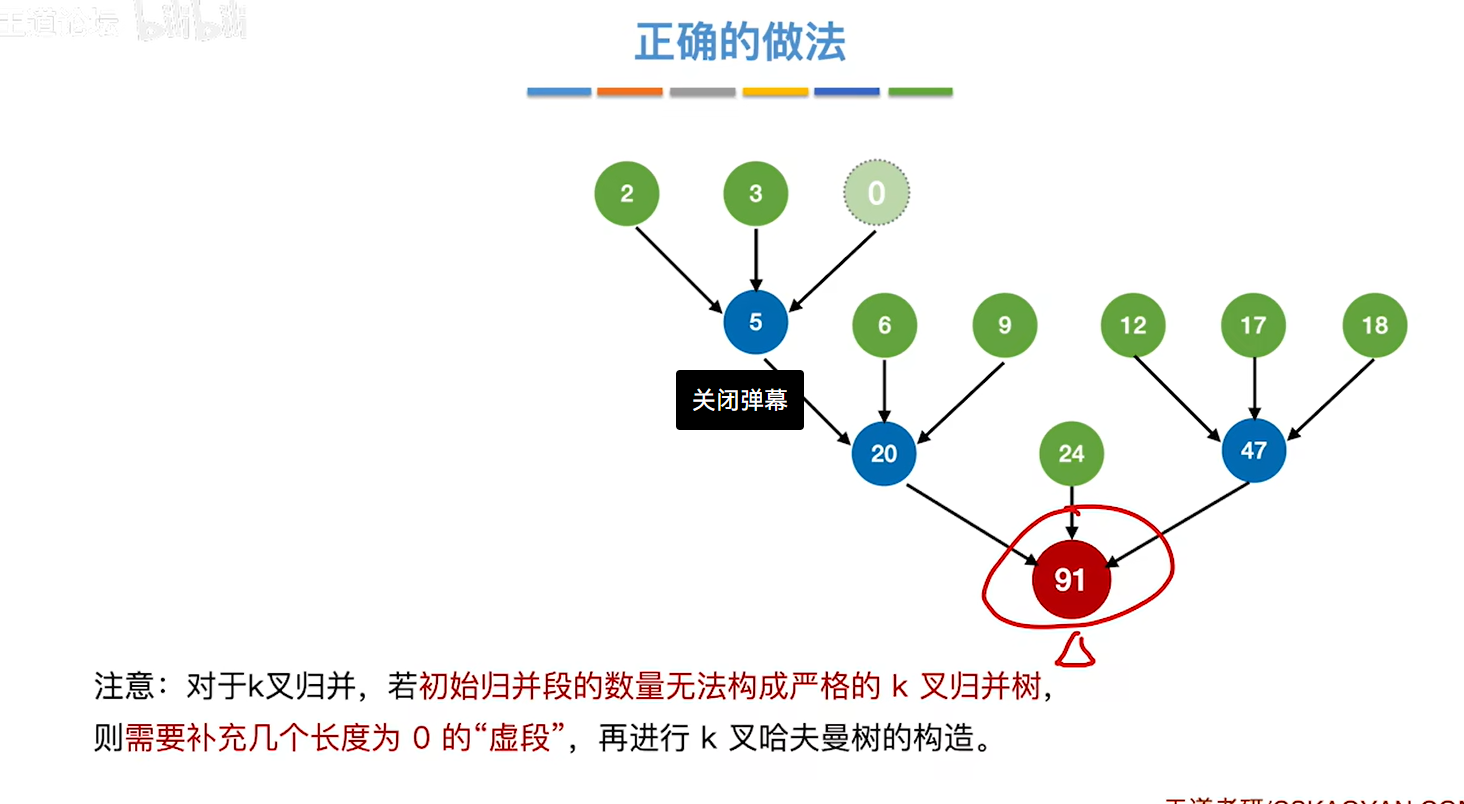 王道论坛 bilibili
正确的做法
2 3 0
5 6 9 12 17 18
关闭弹幕
20 24 47
91
注意：对于k叉归并，若初始归并段的数量无法构成严格的 k 叉归并树，
则需要补充几个长度为 0 的“虚段”，再进行 k 叉哈夫曼树的构造。